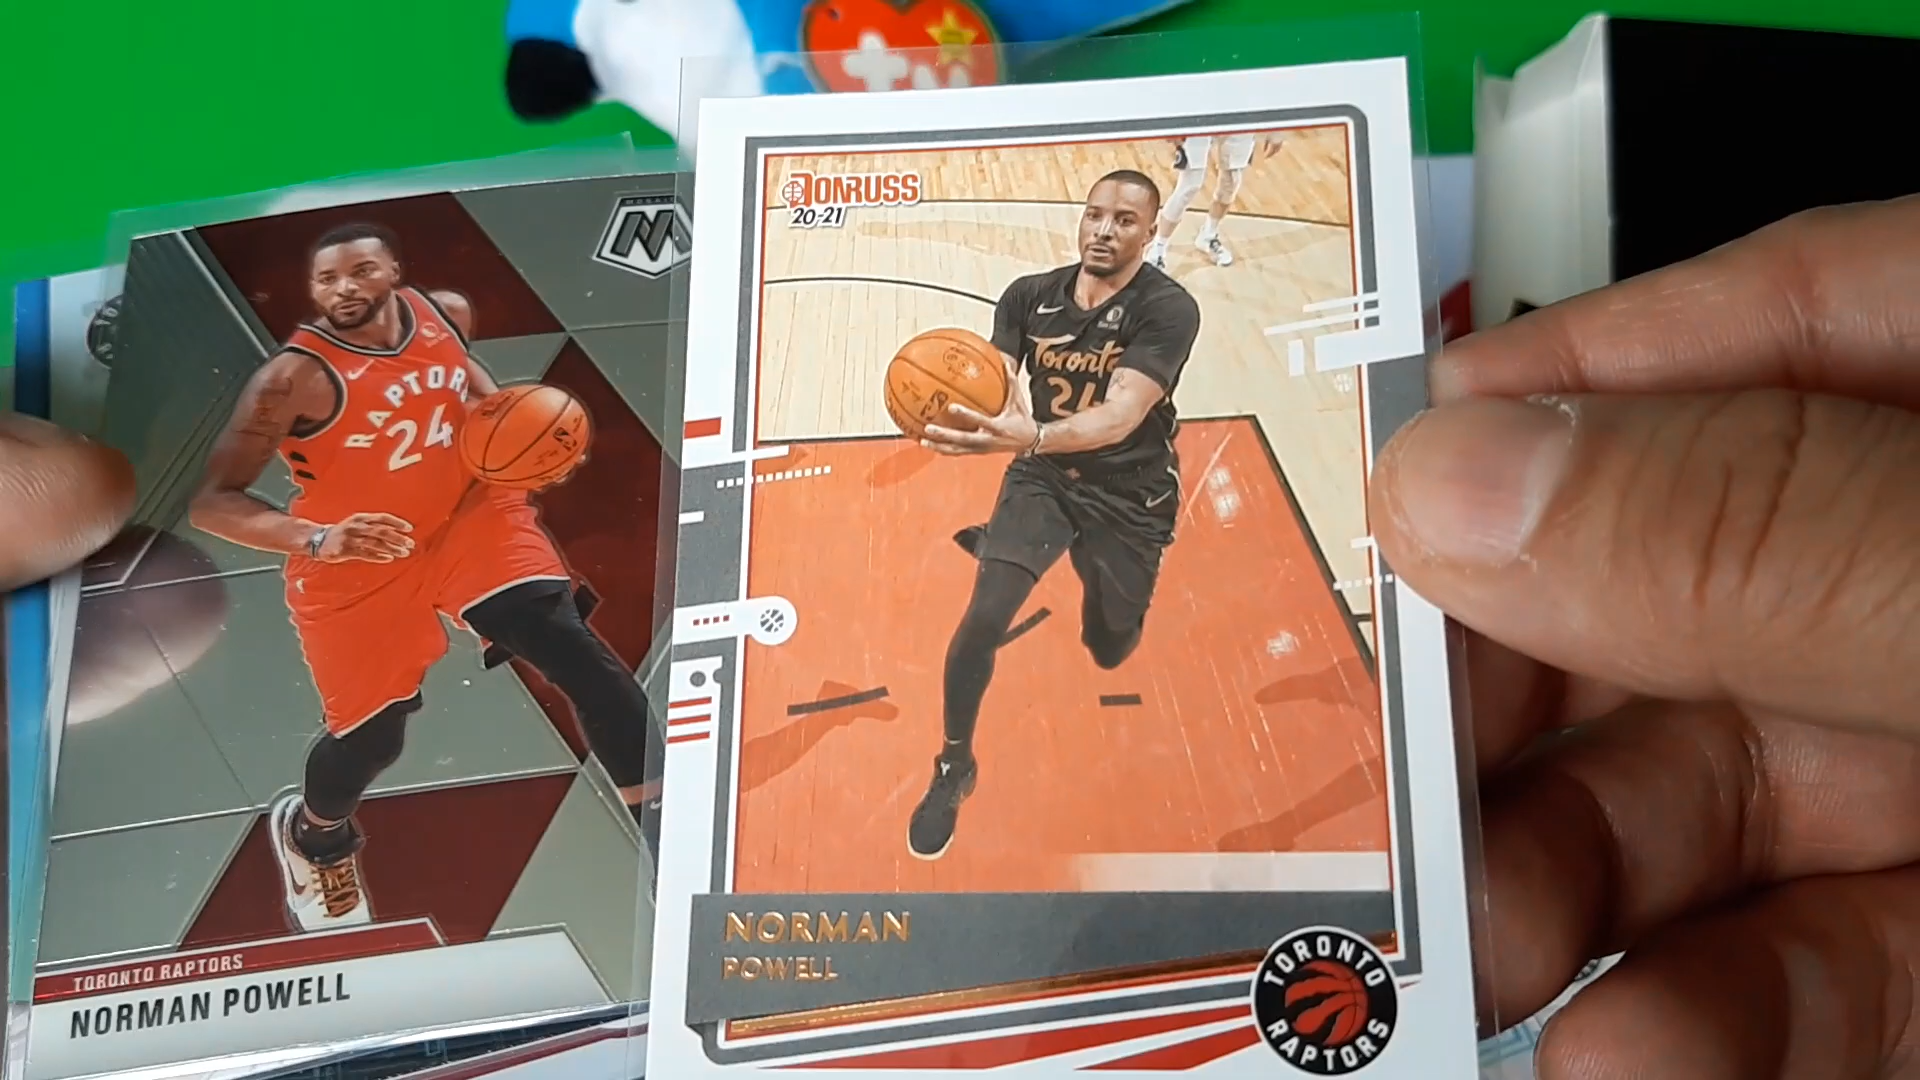 MOSAIC
RAPTORS
24
TORONTO RAPTORS
NORMAN POWELL
DONRUSS
20-21
Toronto
24
NORMAN
POWELL
TORONTO
RAPTORS